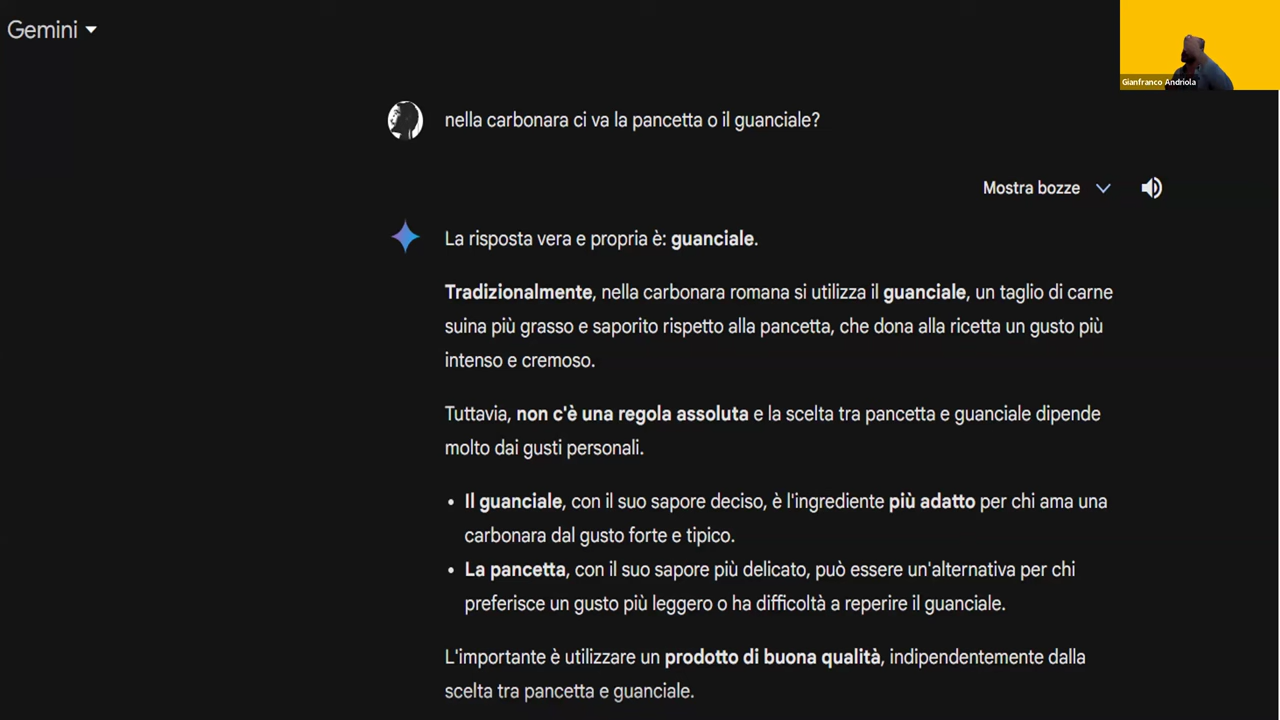 Gemini
Gianfranco Andriola
nella carbonara ci va la pancetta o il guanciale?
Mostra bozze
La risposta vera e propria è: guanciale.
Tradizionalmente, nella carbonara romana si utilizza il guanciale, un taglio di carne
suina più grasso e saporito rispetto alla pancetta, che dona alla ricetta un gusto più
intenso e cremoso.
Tuttavia, non c'è una regola assoluta e la scelta tra pancetta e guanciale dipende
molto dai gusti personali.
• Il guanciale, con il suo sapore deciso, è l'ingrediente più adatto per chi ama una
carbonara dal gusto forte e tipico.
• La pancetta, con il suo sapore più delicato, può essere un'alternativa per chi
preferisce un gusto più leggero o ha difficoltà a reperire il guanciale.
L'importante è utilizzare un prodotto di buona qualità, indipendentemente dalla
scelta tra pancetta e guanciale.